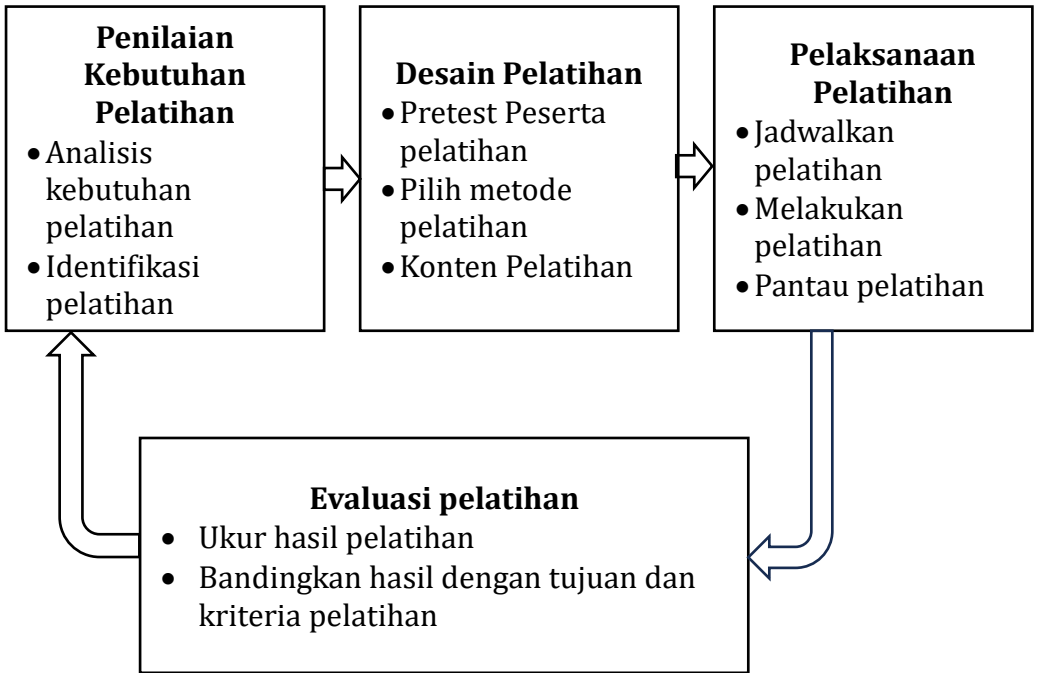 Penilaian
Kebutuhan
Pelatihan
• Analisis
kebutuhan
pelatihan
• Identifikasi
pelatihan
Desain Pelatihan
• Pretest Peserta
pelatihan
• Pilih metode
pelatihan
• Konten Pelatihan
Pelaksanaan
Pelatihan
• Jadwalkan
pelatihan
• Melakukan
pelatihan
• Pantau pelatihan
Evaluasi pelatihan
• Ukur hasil pelatihan
• Bandingkan hasil dengan tujuan dan
kriteria pelatihan